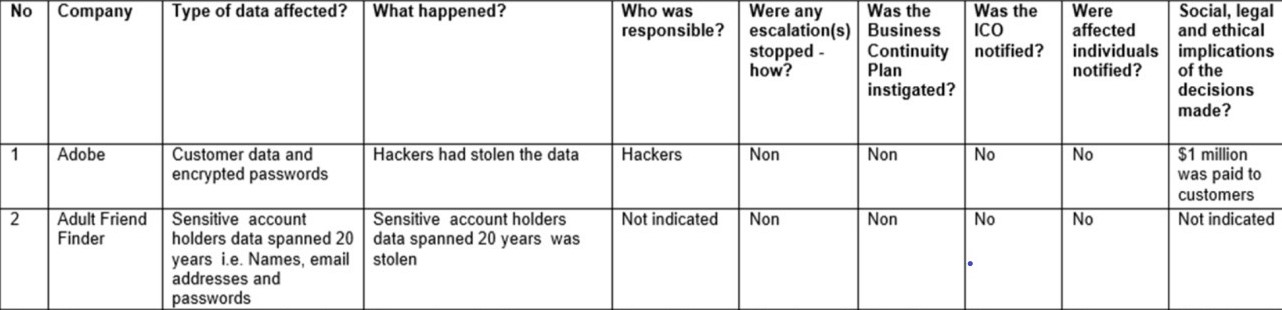 No
Company
Type of data affected?
What happened?
Who was
responsible?
Were any
escalation(s)
stopped -
how?
Was the
Business
Continuity
Plan
instigated?
Was the
ICO
notified?
Were
affected
individuals
notified?
Social, legal
and ethical
implications
of the
decisions
made?
1
Adobe
Customer data and
encrypted passwords
Hackers had stolen the data
Hackers
Non
Non
No
No
$1 million
was paid to
customers
2
Adult Friend
Finder
Sensitive account
holders data spanned 20
years i.e. Names, email
addresses and
passwords
Sensitive account holders
data spanned 20 years was
stolen
Not indicated
Non
Non
No
No
Not indicated